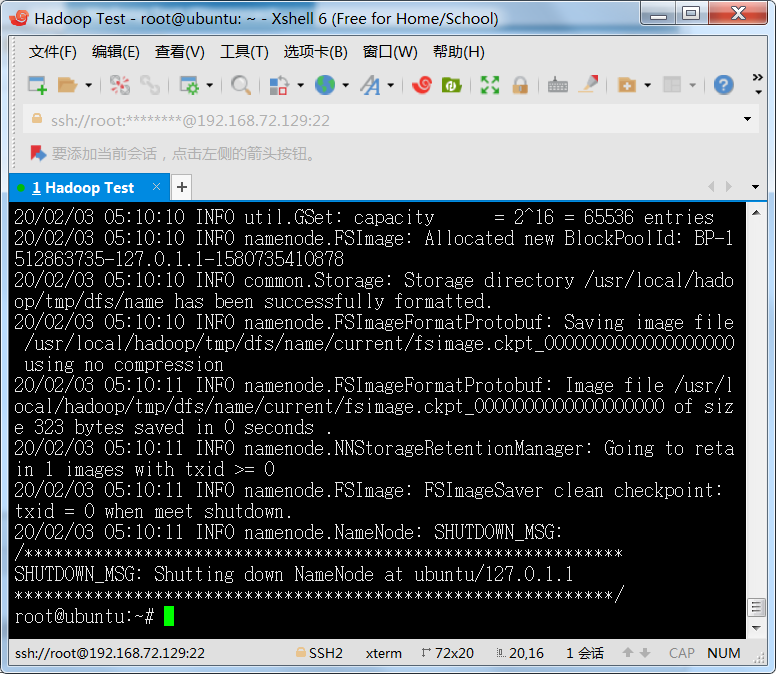 Hadoop Test - root@ubuntu: ~ - Xshell 6 (Free for Home/School)
文件(F) 编辑(E) 查看(V) 工具(T) 选项卡(B) 窗口(W) 帮助(H)
ssh://root:********@192.168.72.129:22
要添加当前会话，点击左侧的箭头按钮。
1 Hadoop Test × +
20/02/03 05:10:10 INFO util.GSet: capacity      = 2^16 = 65536 entries
20/02/03 05:10:10 INFO namenode.FSImage: Allocated new BlockPoolId: BP-1
512863735-127.0.1.1-1580735410878
20/02/03 05:10:10 INFO common.Storage: Storage directory /usr/local/hado
op/tmp/dfs/name has been successfully formatted.
20/02/03 05:10:10 INFO namenode.FSImageFormatProtobuf: Saving image file
 /usr/local/hadoop/tmp/dfs/name/current/fsimage.ckpt_0000000000000000000
 using no compression
20/02/03 05:10:11 INFO namenode.FSImageFormatProtobuf: Image file /usr/l
ocal/hadoop/tmp/dfs/name/current/fsimage.ckpt_0000000000000000000 of siz
e 323 bytes saved in 0 seconds .
20/02/03 05:10:11 INFO namenode.NNStorageRetentionManager: Going to reta
in 1 images with txid >= 0
20/02/03 05:10:11 INFO namenode.FSImage: FSImageSaver clean checkpoint:
txid = 0 when meet shutdown.
20/02/03 05:10:11 INFO namenode.NameNode: SHUTDOWN_MSG:
/************************************************************
SHUTDOWN_MSG: Shutting down NameNode at ubuntu/127.0.1.1
************************************************************/
root@ubuntu:~#
ssh://root@192.168.72.129:22 SSH2 xterm 72x20 20,16 1 会话 CAP NUM